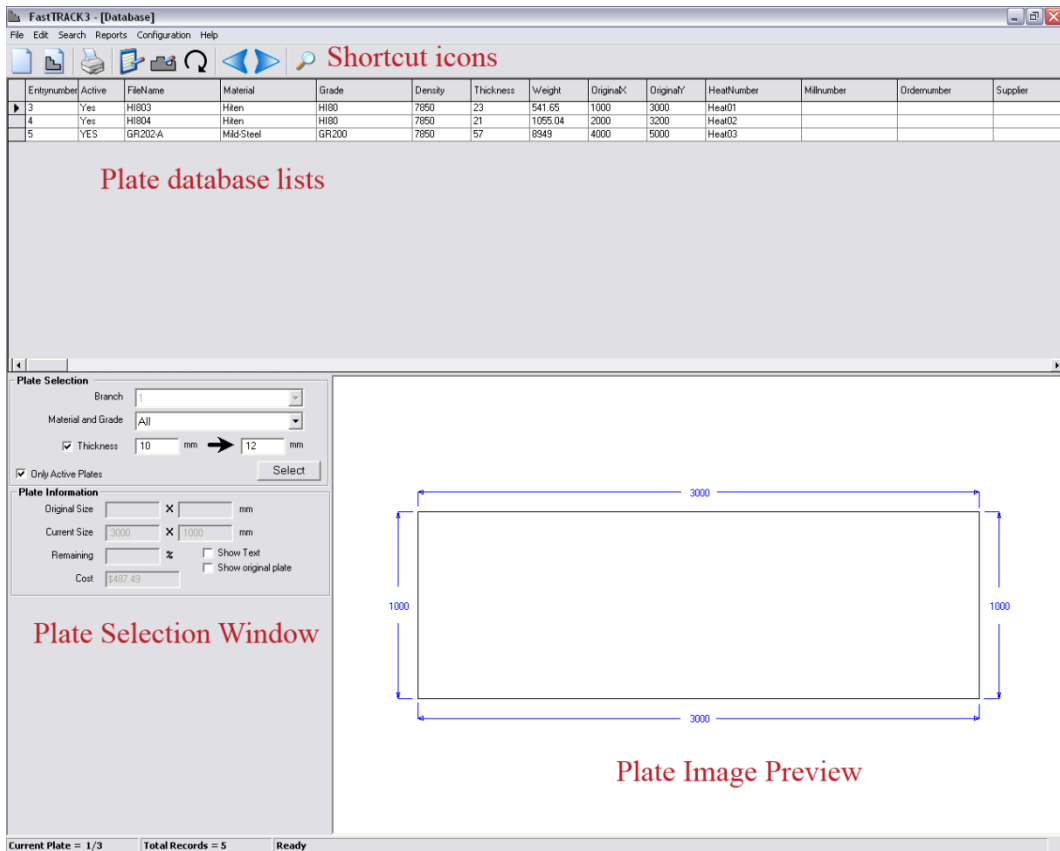 FastTRACK3 - [Database]
File Edit Search Reports Configuration Help
Shortcut icons
Entynumber Active FileName Material Grade Density Thickness Weight OriginalX OriginalY HeatNumber Millnumber Ordernumber Supplier
3 Yes HI803 Hiten HI80 7850 23 541.65 1000 3000 Heat01
4 Yes HI804 Hiten HI80 7850 21 1055.04 2000 3200 Heat02
5 YES GR202-A Mild-Steel GR200 7850 57 8949 4000 5000 Heat03
Plate database lists
Plate Selection
Branch 1
Material and Grade All
Thickness 10 mm 12 mm
Only Active Plates Select
Plate Information
Original Size X mm
Current Size 3000 X 1000 mm
Remaining % Show Text
Show original plate
Cost $487.49
Plate Selection Window
3000
1000 1000
3000
Plate Image Preview
Current Plate = 1/3 Total Records = 5 Ready